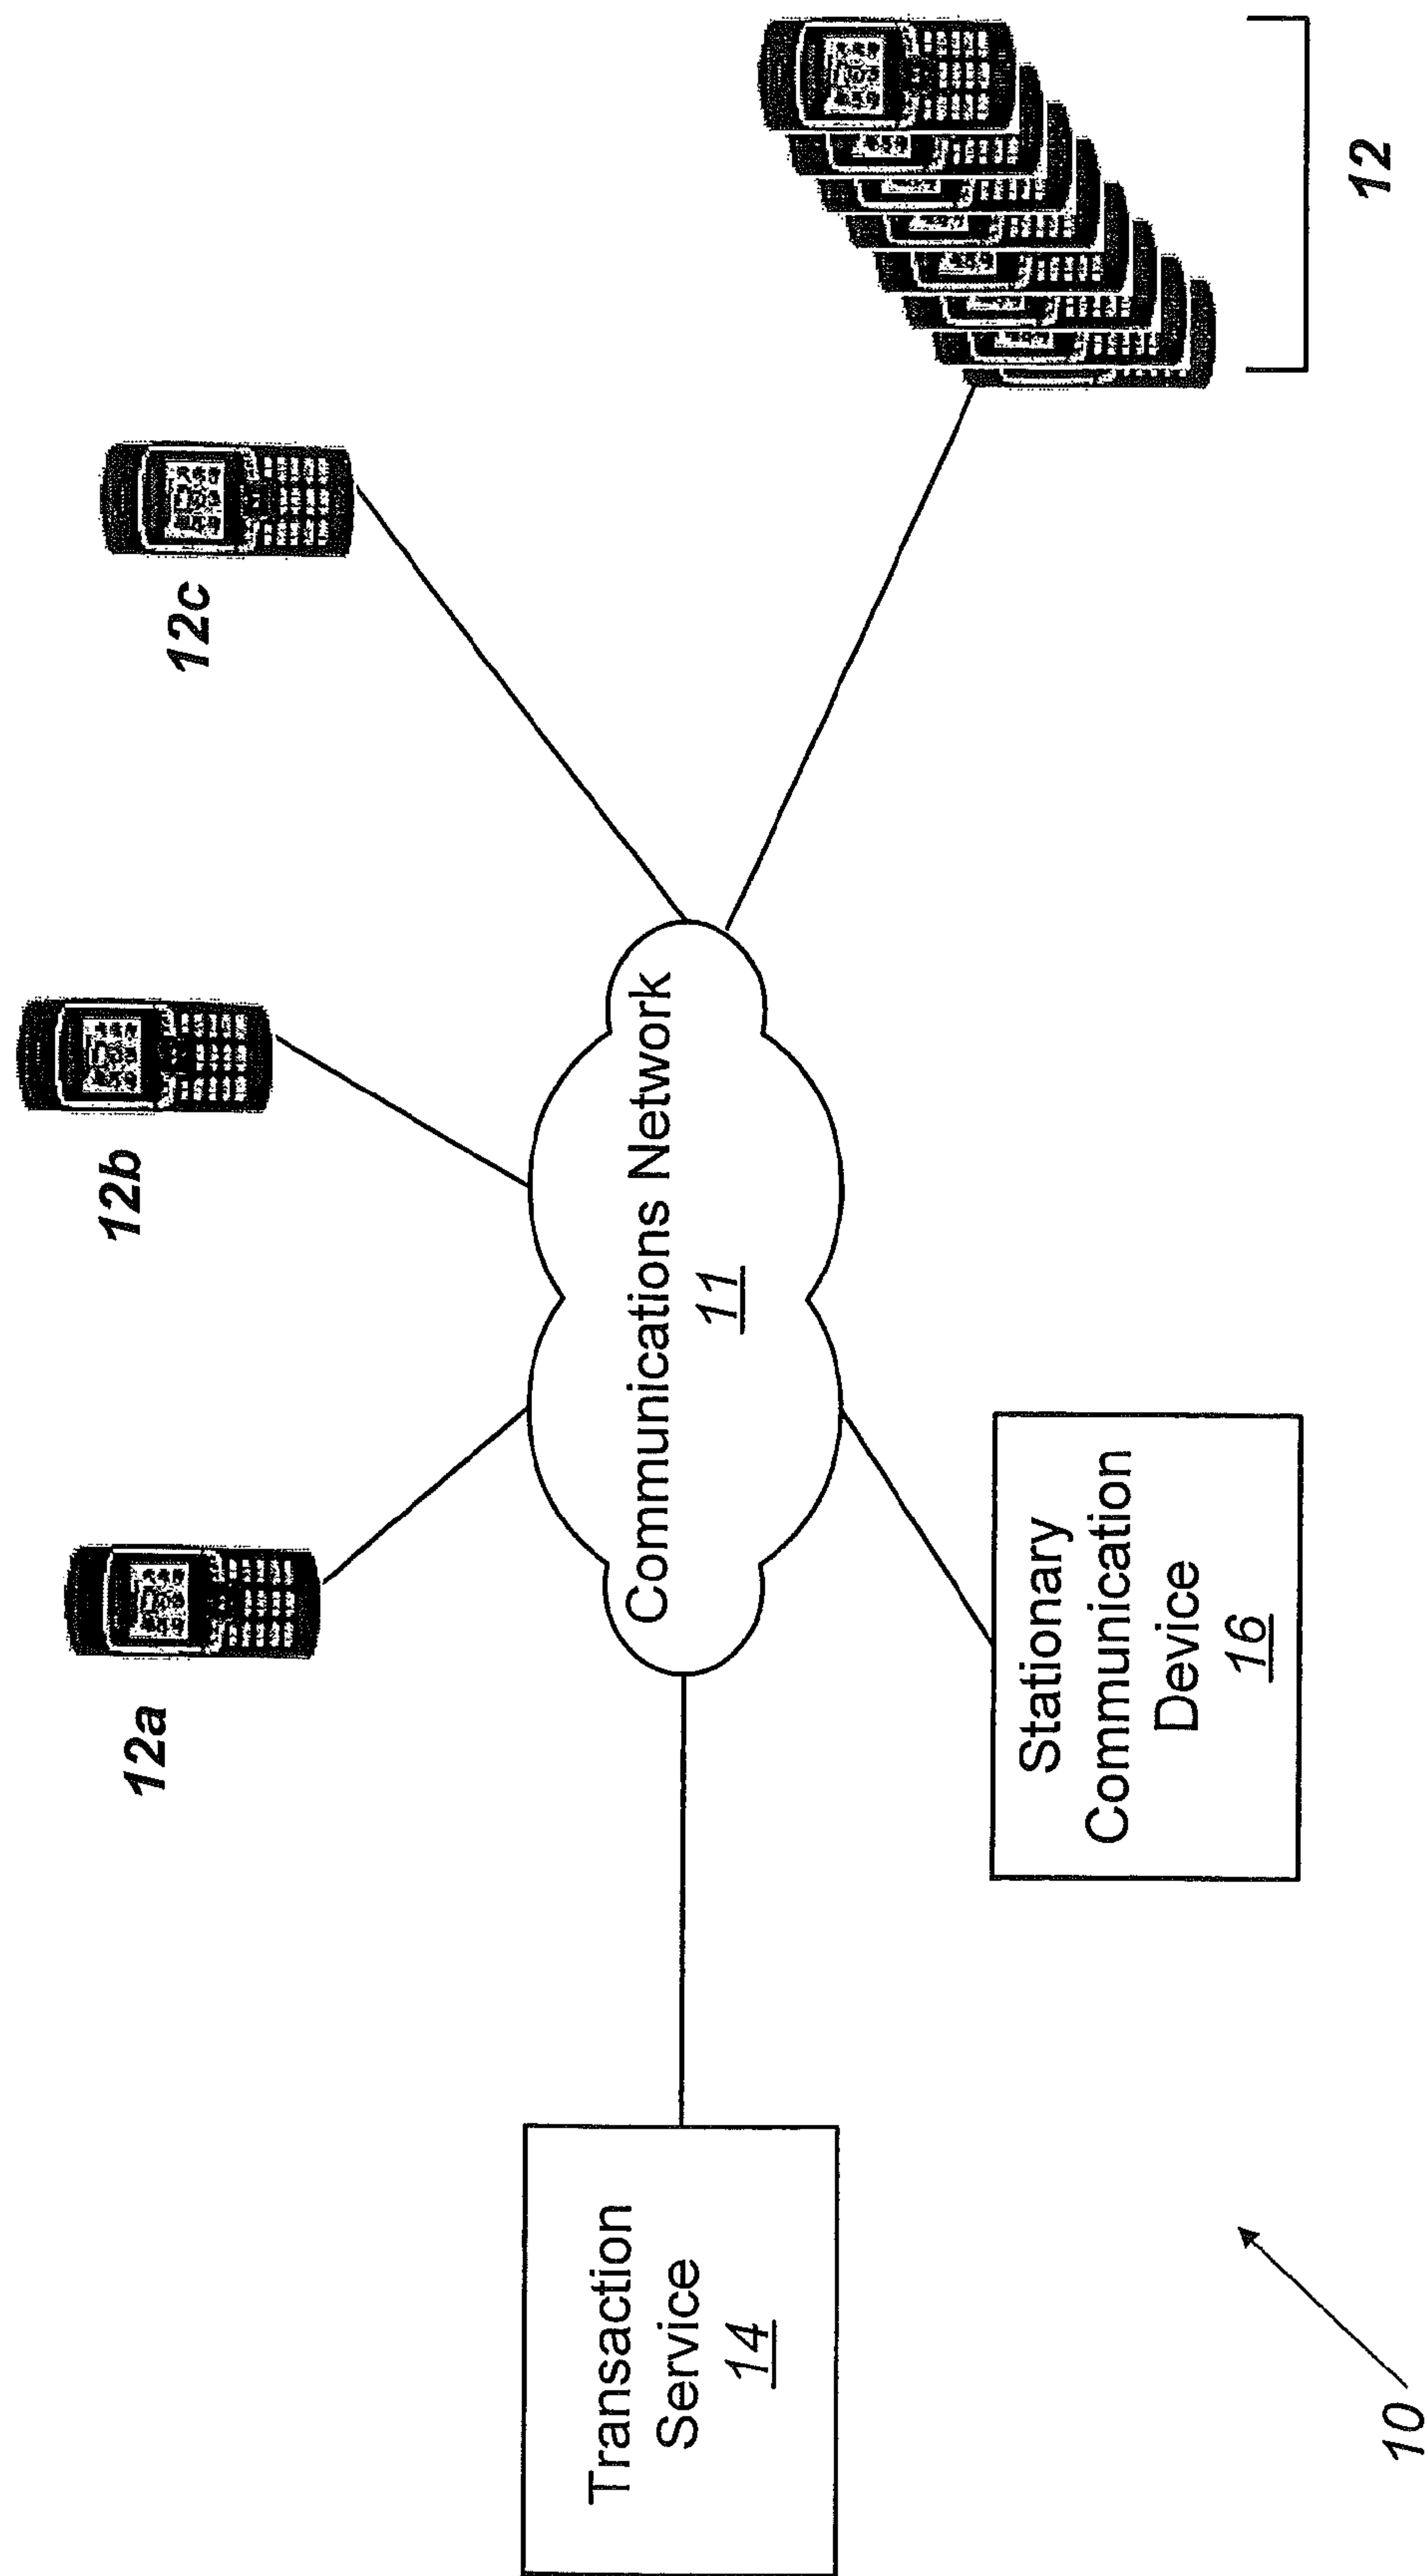 12a
12b
12c
Communications Network
11
12
Transaction
Service
14
Stationary
Communication
Device
16
10